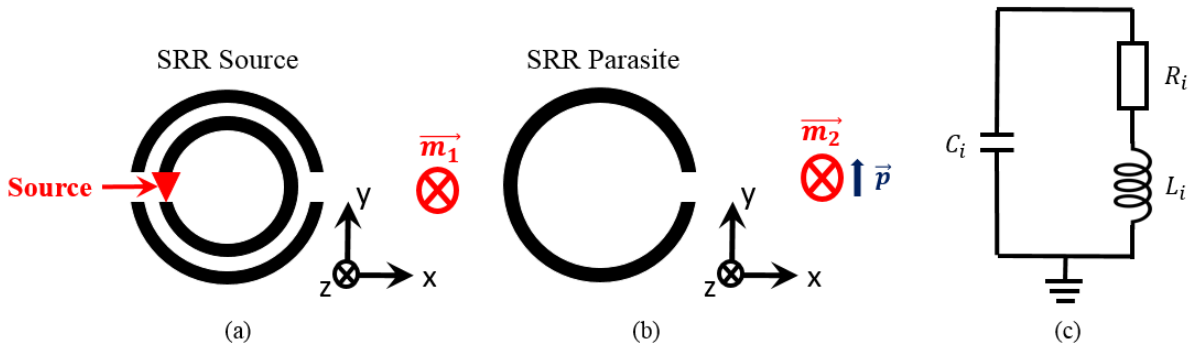 SRR Source
Source
m₁
y
z
x
(a)
SRR Parasite
m₂
p
y
z
x
(b)
Cᵢ
Rᵢ
Lᵢ
(c)